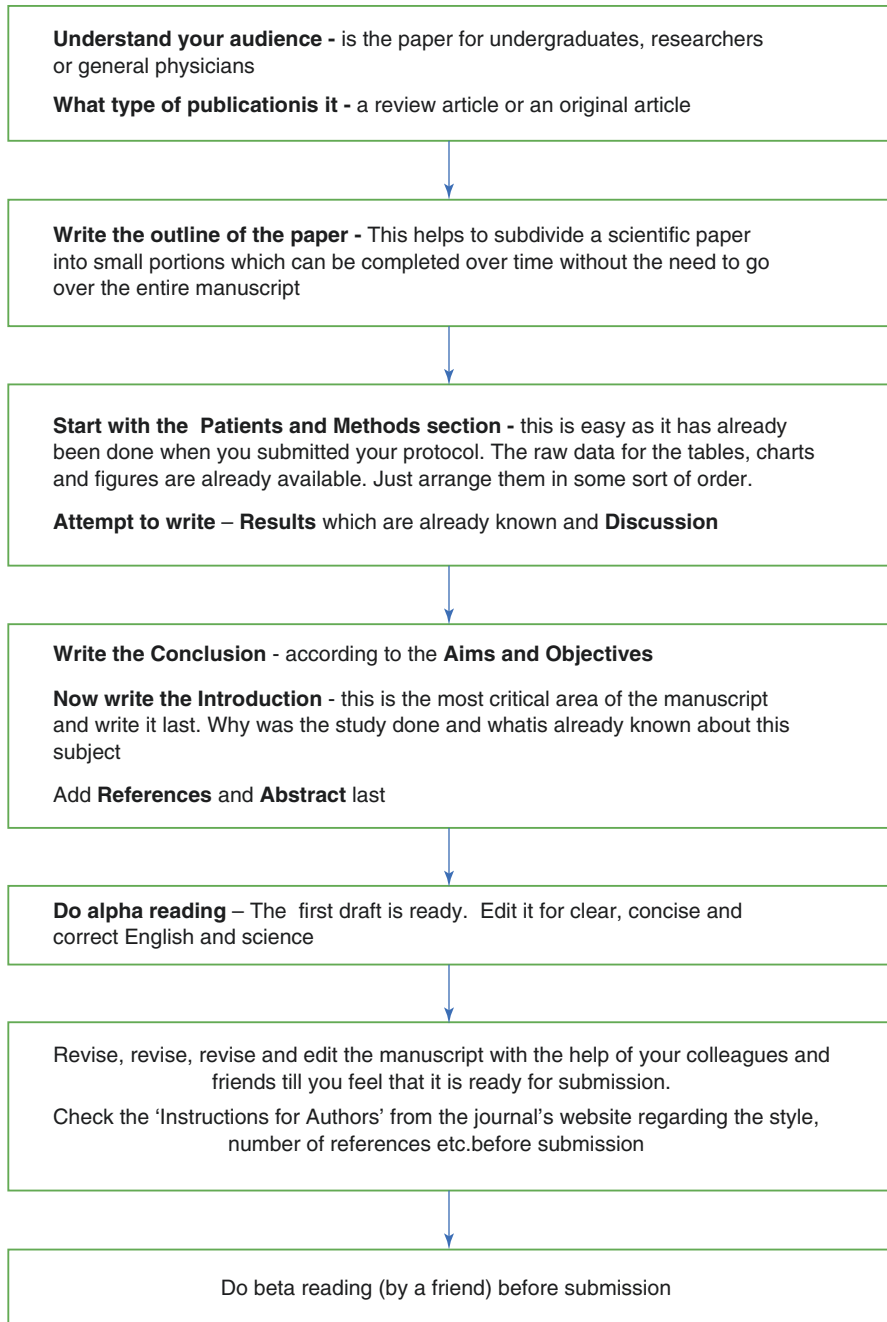 Understand your audience - is the paper for undergraduates, researchers
or general physicians
What type of publicationis it - a review article or an original article
Write the outline of the paper - This helps to subdivide a scientific paper
into small portions which can be completed over time without the need to go
over the entire manuscript
Start with the  Patients and Methods section - this is easy as it has already
been done when you submitted your protocol. The raw data for the tables, charts
and figures are already available. Just arrange them in some sort of order.
Attempt to write – Results which are already known and Discussion
Write the Conclusion - according to the Aims and Objectives
Now write the Introduction - this is the most critical area of the manuscript
and write it last. Why was the study done and whatis already known about this
subject
Add References and Abstract last
Do alpha reading – The  first draft is ready.  Edit it for clear, concise and
correct English and science
Revise, revise, revise and edit the manuscript with the help of your colleagues and
friends till you feel that it is ready for submission.
Check the ‘Instructions for Authors’ from the journal’s website regarding the style,
number of references etc.before submission
Do beta reading (by a friend) before submission